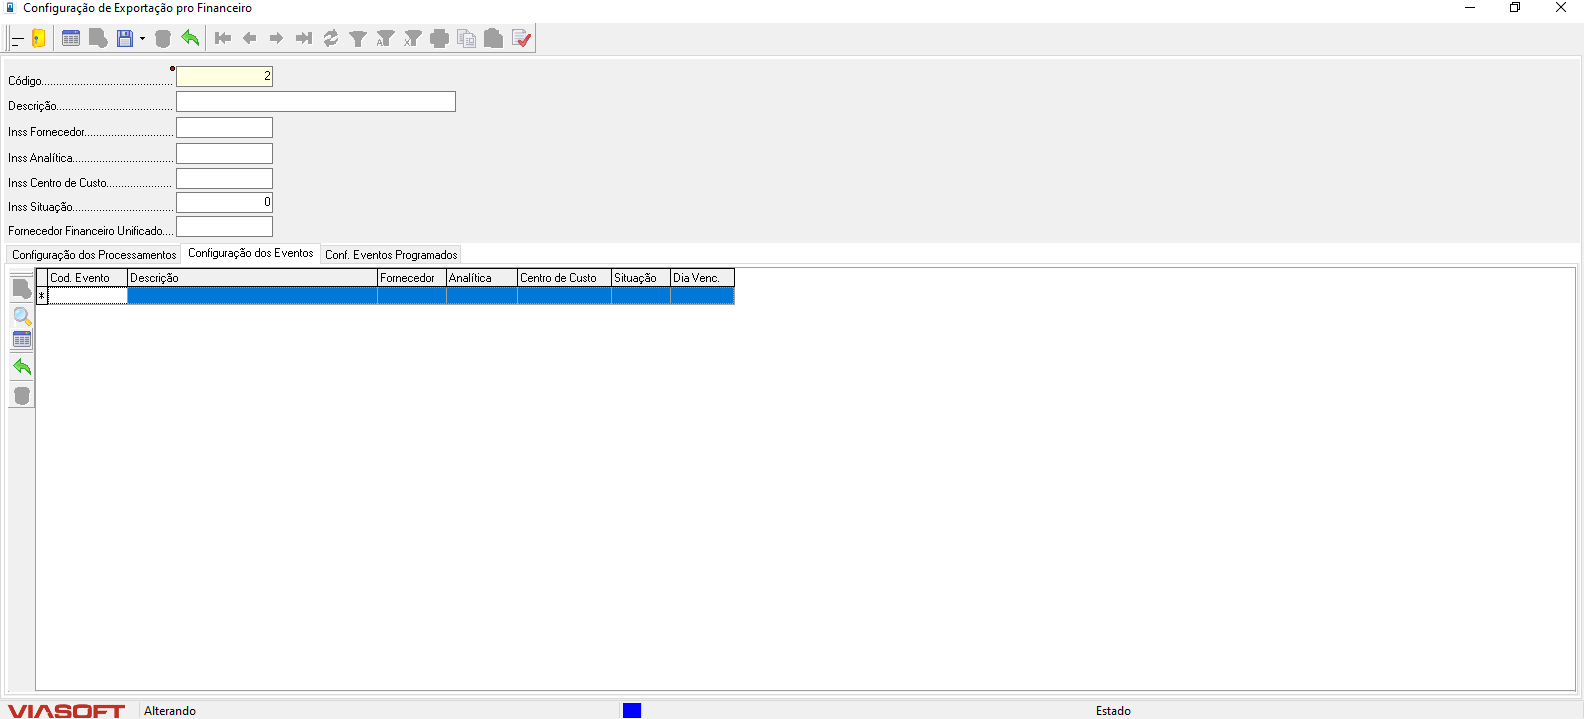 Configuração de Exportação pro Financeiro
Código............................................ 2
Descrição.......................................
Inss Fornecedor..............................
Inss Analítica..................................
Inss Centro de Custo......................
Inss Situação.................................. 0
Fornecedor Financeiro Unificado....
Configuração dos Processamentos Configuração dos Eventos Conf. Eventos Programados
Cod. Evento Descrição Fornecedor Analítica Centro de Custo Situação Dia Venc.
*
VIASOFT Alterando Estado